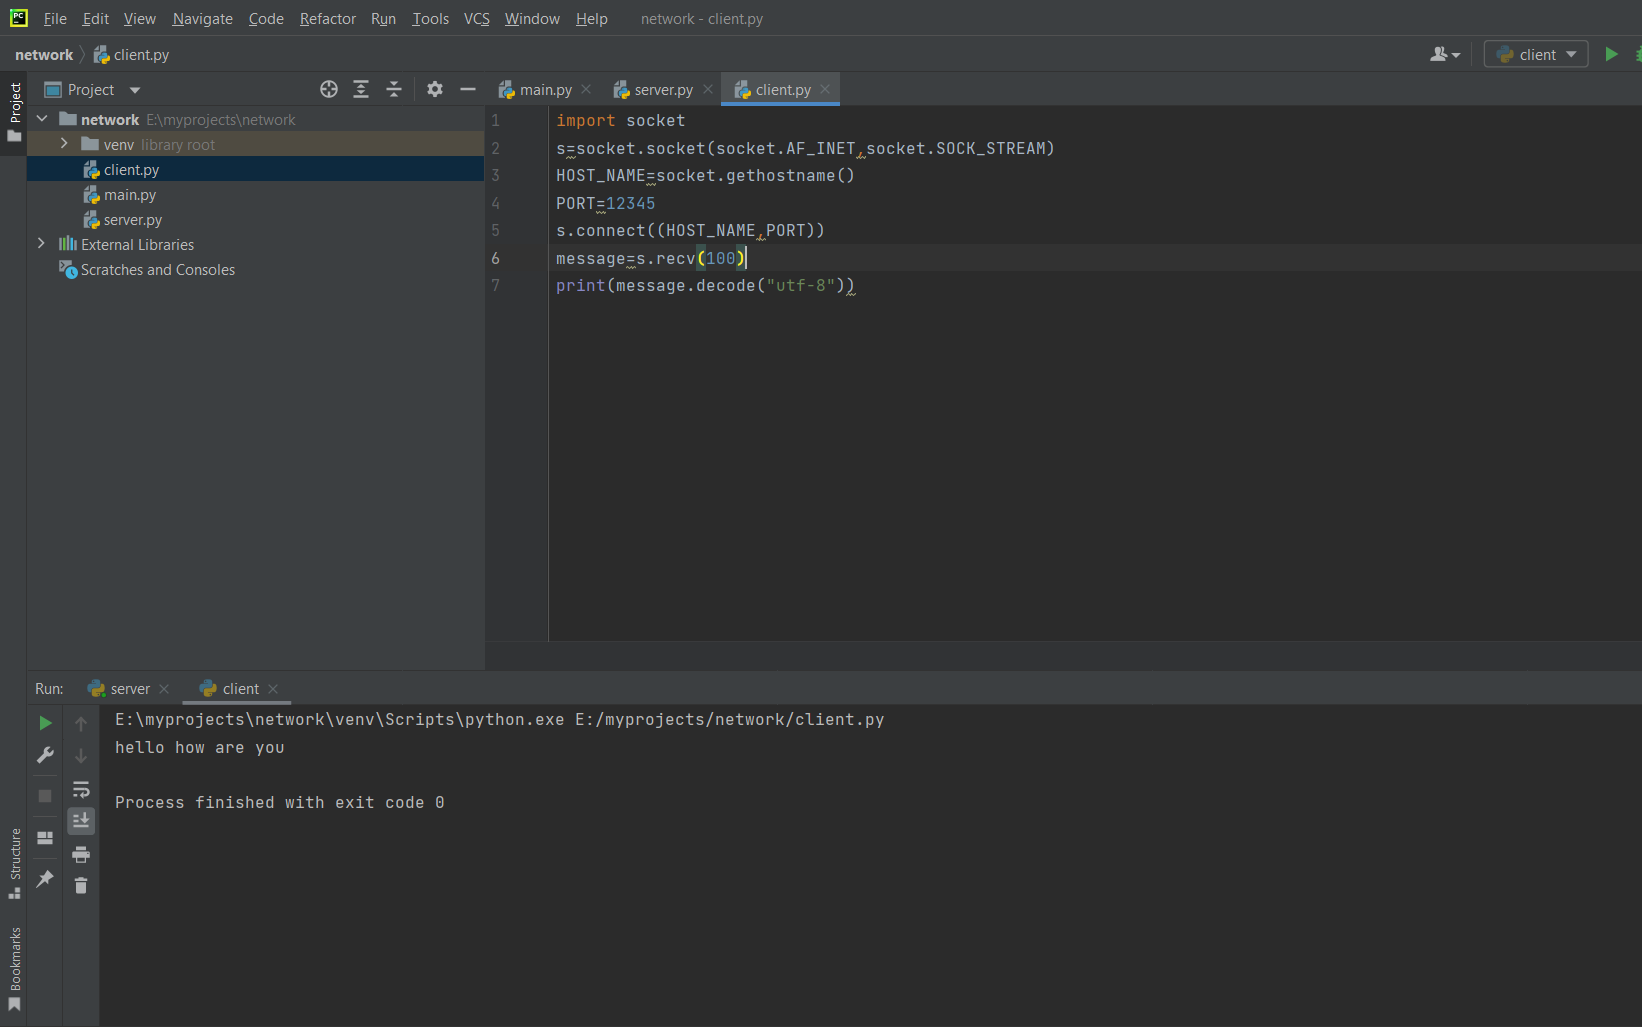 PC
File Edit View Navigate Code Refactor Run Tools VCS Window Help network - client.py
network client.py
client
Project
Project
main.py server.py client.py
network E:\myprojects\network
venv library root
client.py
main.py
server.py
External Libraries
Scratches and Consoles
1 import socket
2 s=socket.socket(socket.AF_INET,socket.SOCK_STREAM)
3 HOST_NAME=socket.gethostname()
4 PORT=12345
5 s.connect((HOST_NAME,PORT))
6 message=s.recv(100)
7 print(message.decode("utf-8"))
Run: server client
E:\myprojects\network\venv\Scripts\python.exe E:/myprojects/network/client.py
hello how are you
Process finished with exit code 0
Structure
Bookmarks